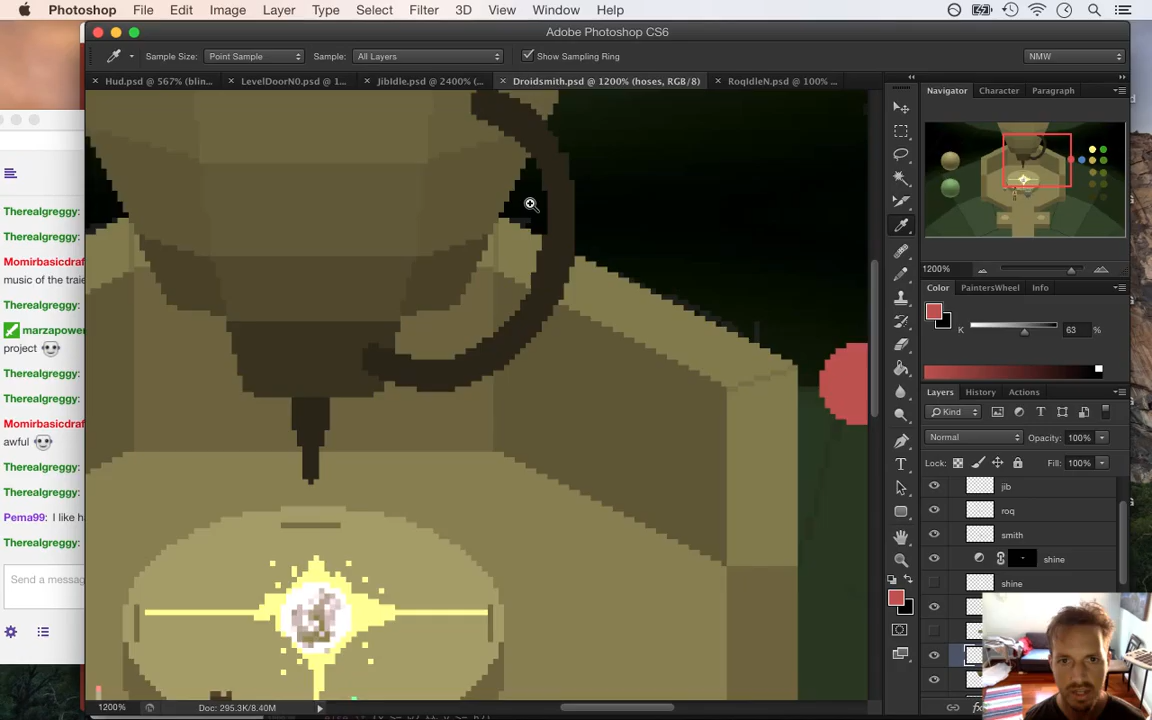 Photoshop File Edit Image Layer Type Select Filter 3D View Window Help
Adobe Photoshop CS6
Sample Size: Point Sample Sample: All Layers Show Sampling Ring NMW
Hud.psd @ 567% (blin... LevelDoorN0.psd @ 1... JibIdle.psd @ 2400% (... Droidsmith.psd @ 1200% (hoses, RGB/8) RoqIdleN.psd @ 100% ...
Navigator Character Paragraph
1200%
Color PaintersWheel Info
K 63 %
Layers History Actions
Kind
Normal Opacity: 100%
Lock: Fill: 100%
jib
roq
smith
shine
shine
fx
Therealgreggy:
Therealgreggy:
Momirbasicdraf
music of the traie
Therealgreggy:
marzapower
project
Therealgreggy:
Therealgreggy:
Momirbasicdraf
awful
Therealgreggy:
Therealgreggy:
Pema99: I like h
Therealgreggy:
Send a messag
1200% Doc: 295.3K/8.40M